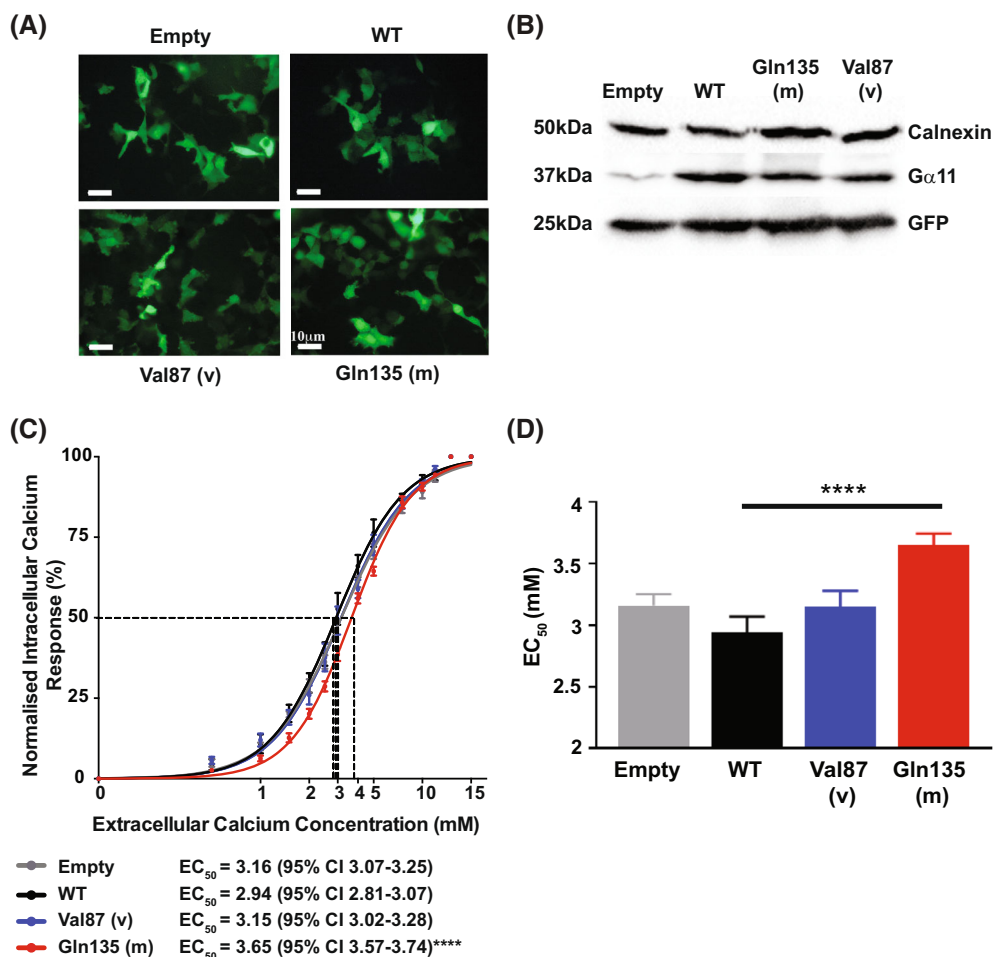 (A)
Empty
WT
10µm
Val87 (v)
Gln135 (m)
(B)
Empty
WT
Gln135
(m)
Val87
(v)
50kDa
Calnexin
37kDa
Gα11
25kDa
GFP
(C)
Normalised Intracellular Calcium
Response (%)
100
75
50
25
0
0 1 2 3 4 5 10 15
Extracellular Calcium Concentration (mM)
Empty EC50 = 3.16 (95% CI 3.07-3.25)
WT EC50 = 2.94 (95% CI 2.81-3.07)
Val87 (v) EC50 = 3.15 (95% CI 3.02-3.28)
Gln135 (m) EC50 = 3.65 (95% CI 3.57-3.74)****
(D)
****
EC50 (mM)
4
3.5
3
2.5
2
Empty
WT
Val87
(v)
Gln135
(m)